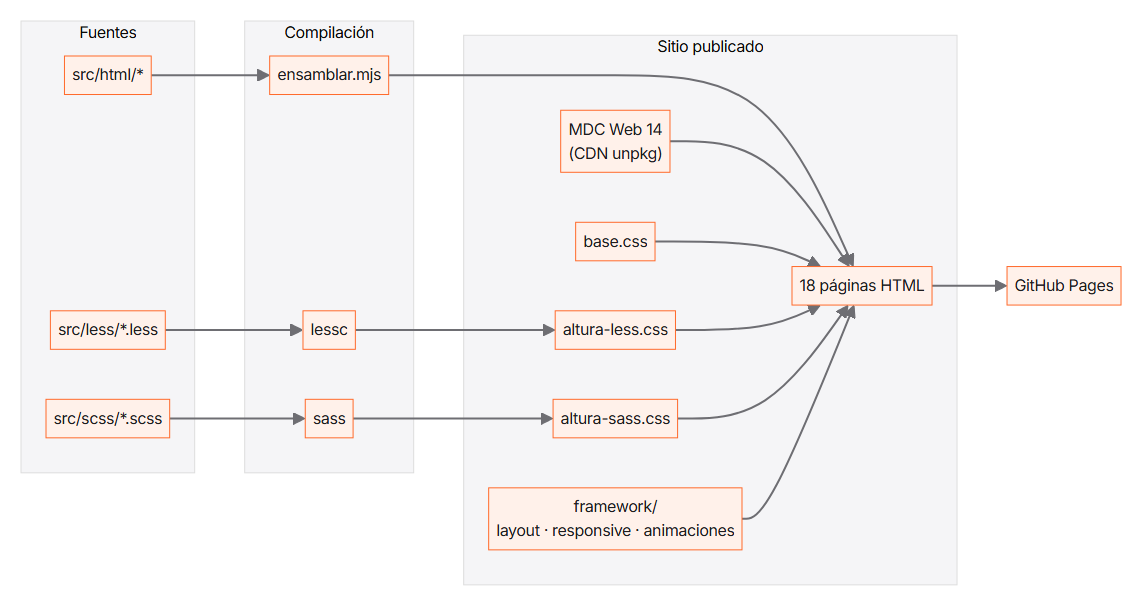 Fuentes
Compilación
Sitio publicado
src/html/*
ensamblar.mjs
MDC Web 14
(CDN unpkg)
base.css
18 páginas HTML
GitHub Pages
src/less/*.less
lessc
altura-less.css
src/scss/*.scss
sass
altura-sass.css
framework/
layout · responsive · animaciones